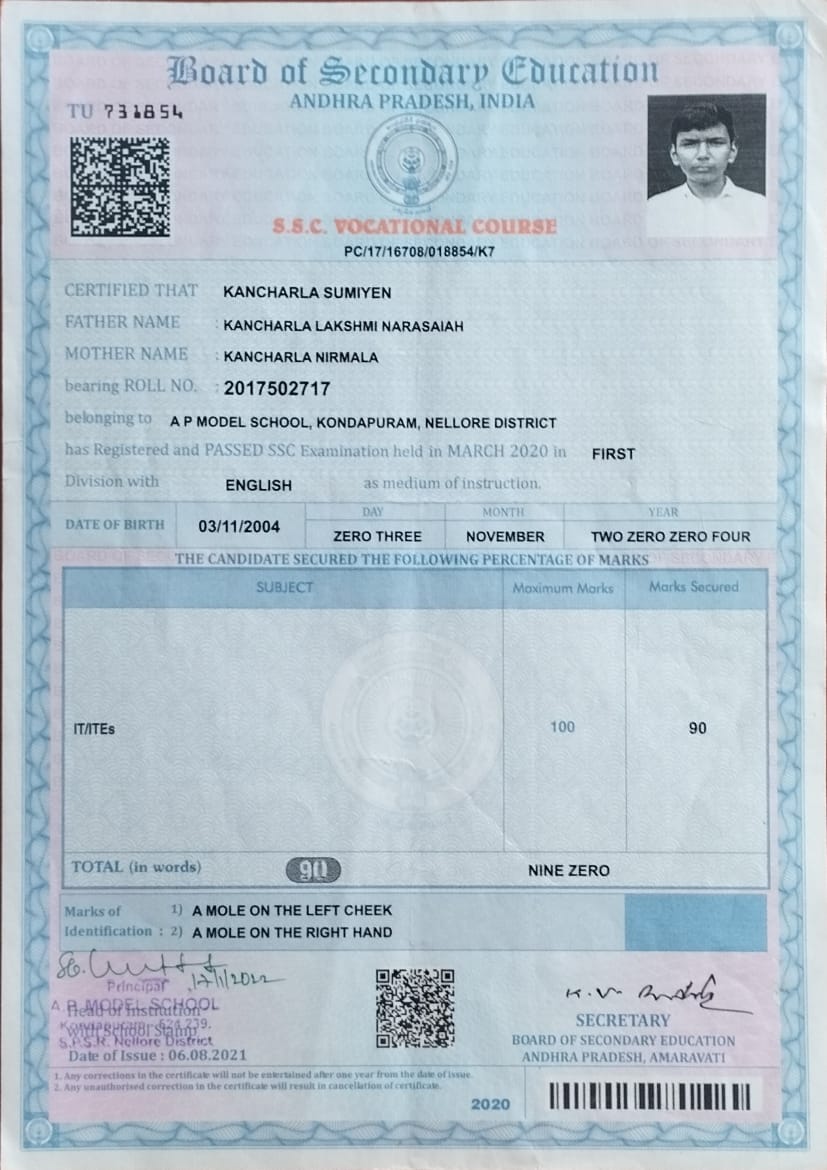 Board of Secondary Education
ANDHRA PRADESH, INDIA
TU 731854
S.S.C. VOCATIONAL COURSE
PC/17/16708/018854/K7
CERTIFIED THAT KANCHARLA SUMIYEN
FATHER NAME : KANCHARLA LAKSHMI NARASAIAH
MOTHER NAME : KANCHARLA NIRMALA
bearing ROLL NO. : 2017502717
belonging to A P MODEL SCHOOL, KONDAPURAM, NELLORE DISTRICT
has Registered and PASSED SSC Examination held in MARCH 2020 in FIRST
Division with ENGLISH as medium of instruction.
DATE OF BIRTH 03/11/2004
DAY MONTH YEAR
ZERO THREE NOVEMBER TWO ZERO ZERO FOUR
THE CANDIDATE SECURED THE FOLLOWING PERCENTAGE OF MARKS
SUBJECT Maximum Marks Marks Secured
IT/ITEs 100 90
TOTAL (in words) 90 NINE ZERO
Marks of 1) A MOLE ON THE LEFT CHEEK
Identification : 2) A MOLE ON THE RIGHT HAND
17/1/2022
Principal
A P MODEL SCHOOL
Head of Institution
with School Stamp
S.P.S.R. Nellore District
Date of Issue : 06.08.2021
SECRETARY
BOARD OF SECONDARY EDUCATION
ANDHRA PRADESH, AMARAVATI
1. Any corrections in the certificate will not be entertained after one year from the date of issue.
2. Any unauthorised correction in the certificate will result in cancellation of certificate.
2020